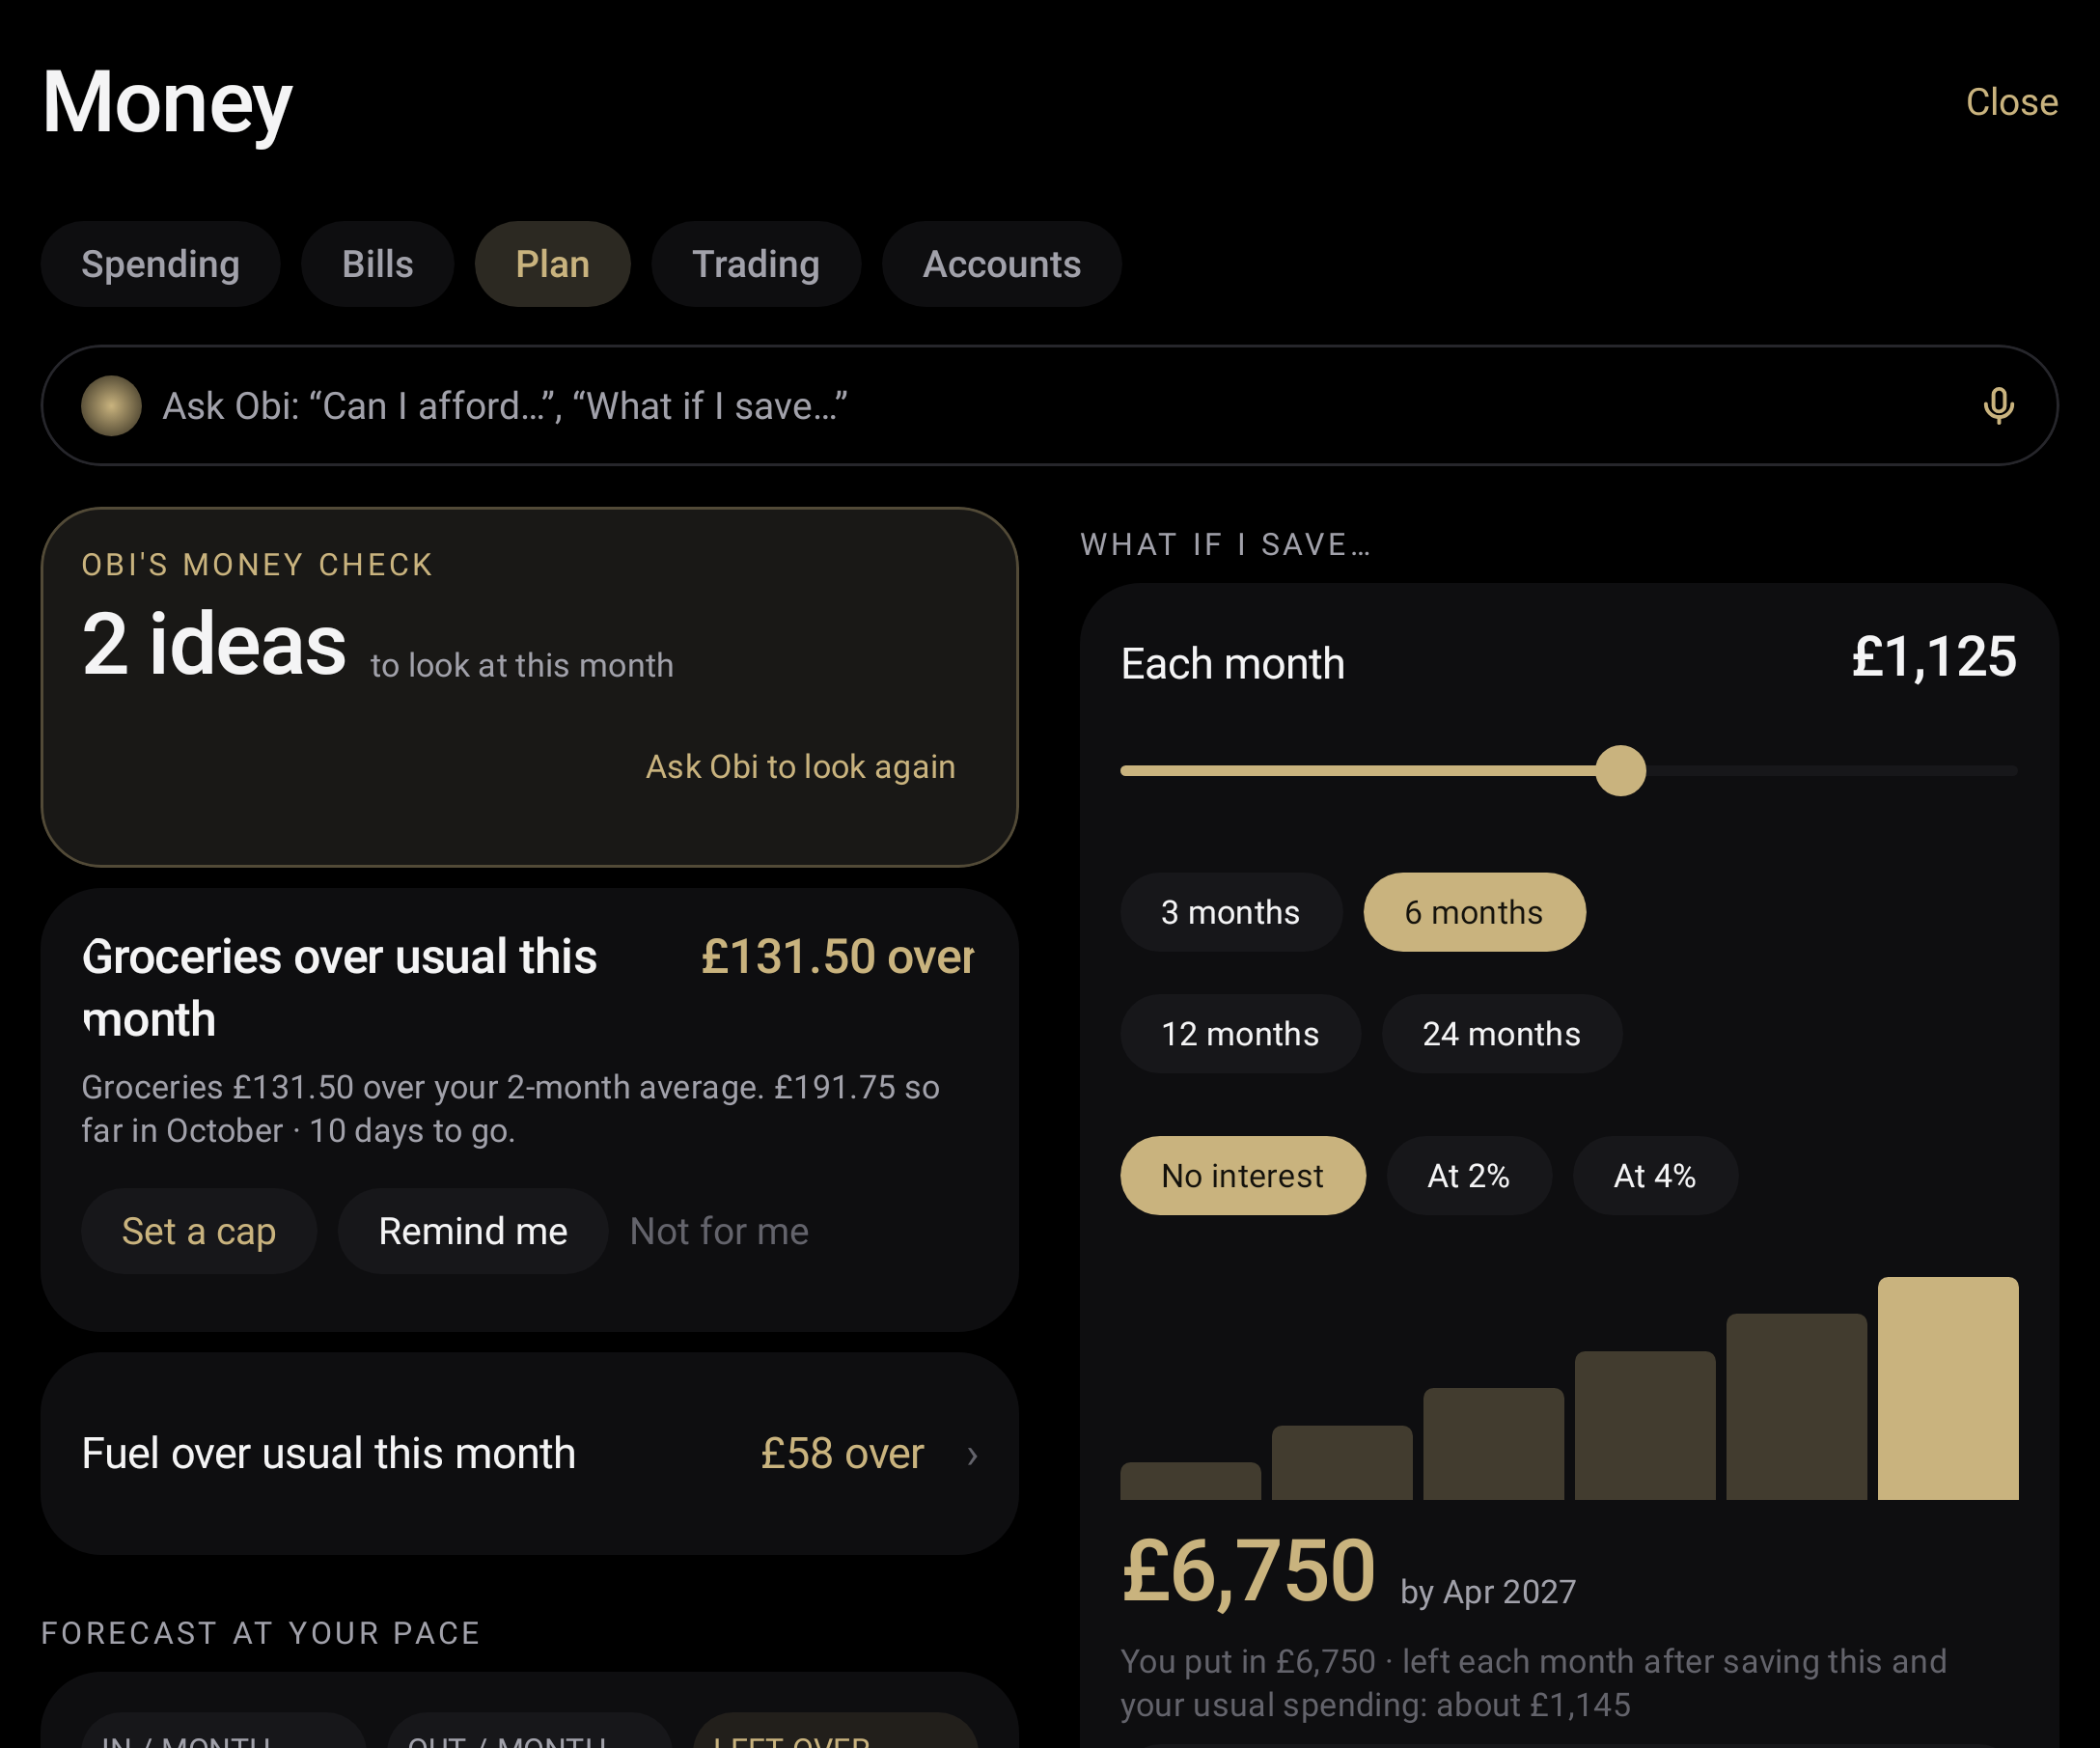 Money
Close
Spending
Bills
Plan
Trading
Accounts
Ask Obi: “Can I afford…”, “What if I save…”
OBI'S MONEY CHECK
2 ideas to look at this month
Ask Obi to look again
Groceries over usual this
month
£131.50 over
Groceries £131.50 over your 2-month average. £191.75 so
far in October · 10 days to go.
Set a cap
Remind me
Not for me
Fuel over usual this month
£58 over
›
FORECAST AT YOUR PACE
IN / MONTH
OUT / MONTH
LEFT OVER
WHAT IF I SAVE…
Each month
£1,125
3 months
6 months
12 months
24 months
No interest
At 2%
At 4%
£6,750 by Apr 2027
You put in £6,750 · left each month after saving this and
your usual spending: about £1,145